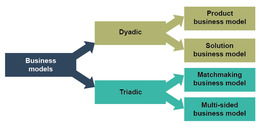 Business
models
Dyadic
Triadic
Product
business model
Solution
business model
Matchmaking
business model
Multi-sided
business model